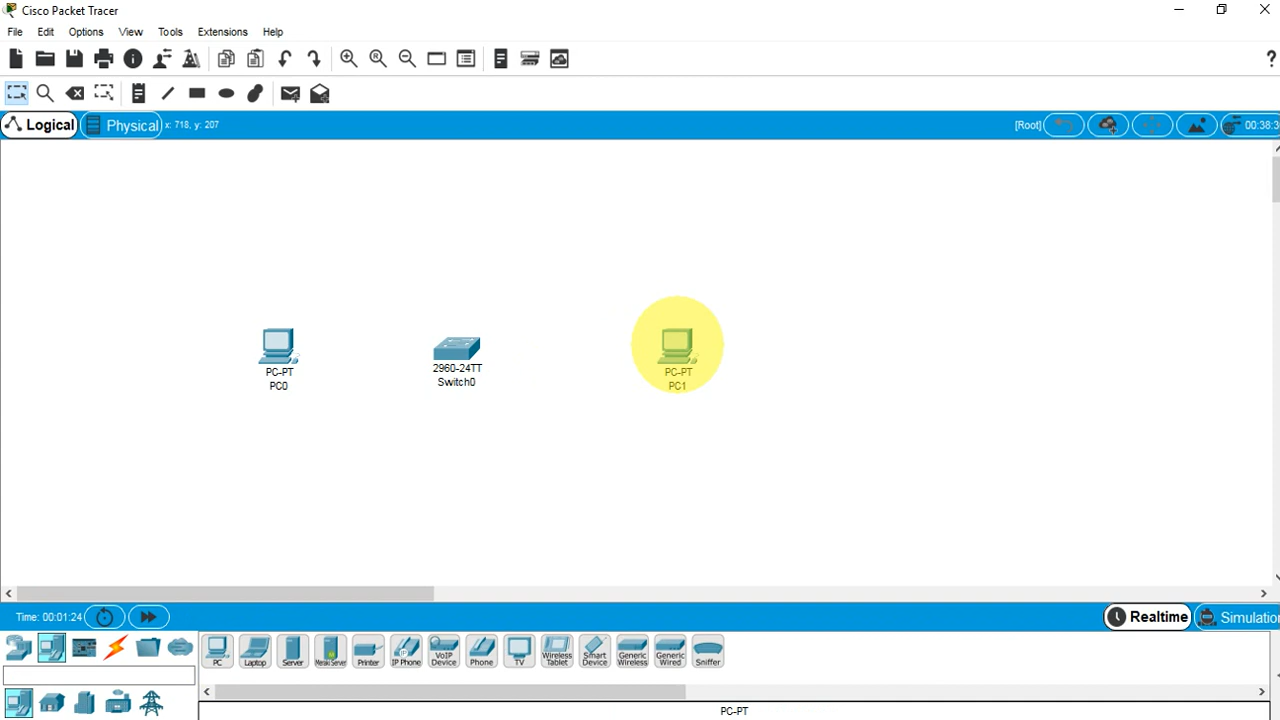 Cisco Packet Tracer
File Edit Options View Tools Extensions Help
?
Logical Physical x: 718, y: 207 [Root] 00:38:3
PC-PT
PC0
2960-24TT
Switch0
PC-PT
PC1
Time: 00:01:24 Realtime Simulation
PC Laptop Server Meraki Server Printer IP Phone VoIP Device Phone TV Wireless Tablet Smart Device Generic Wireless Generic Wired Sniffer
PC-PT